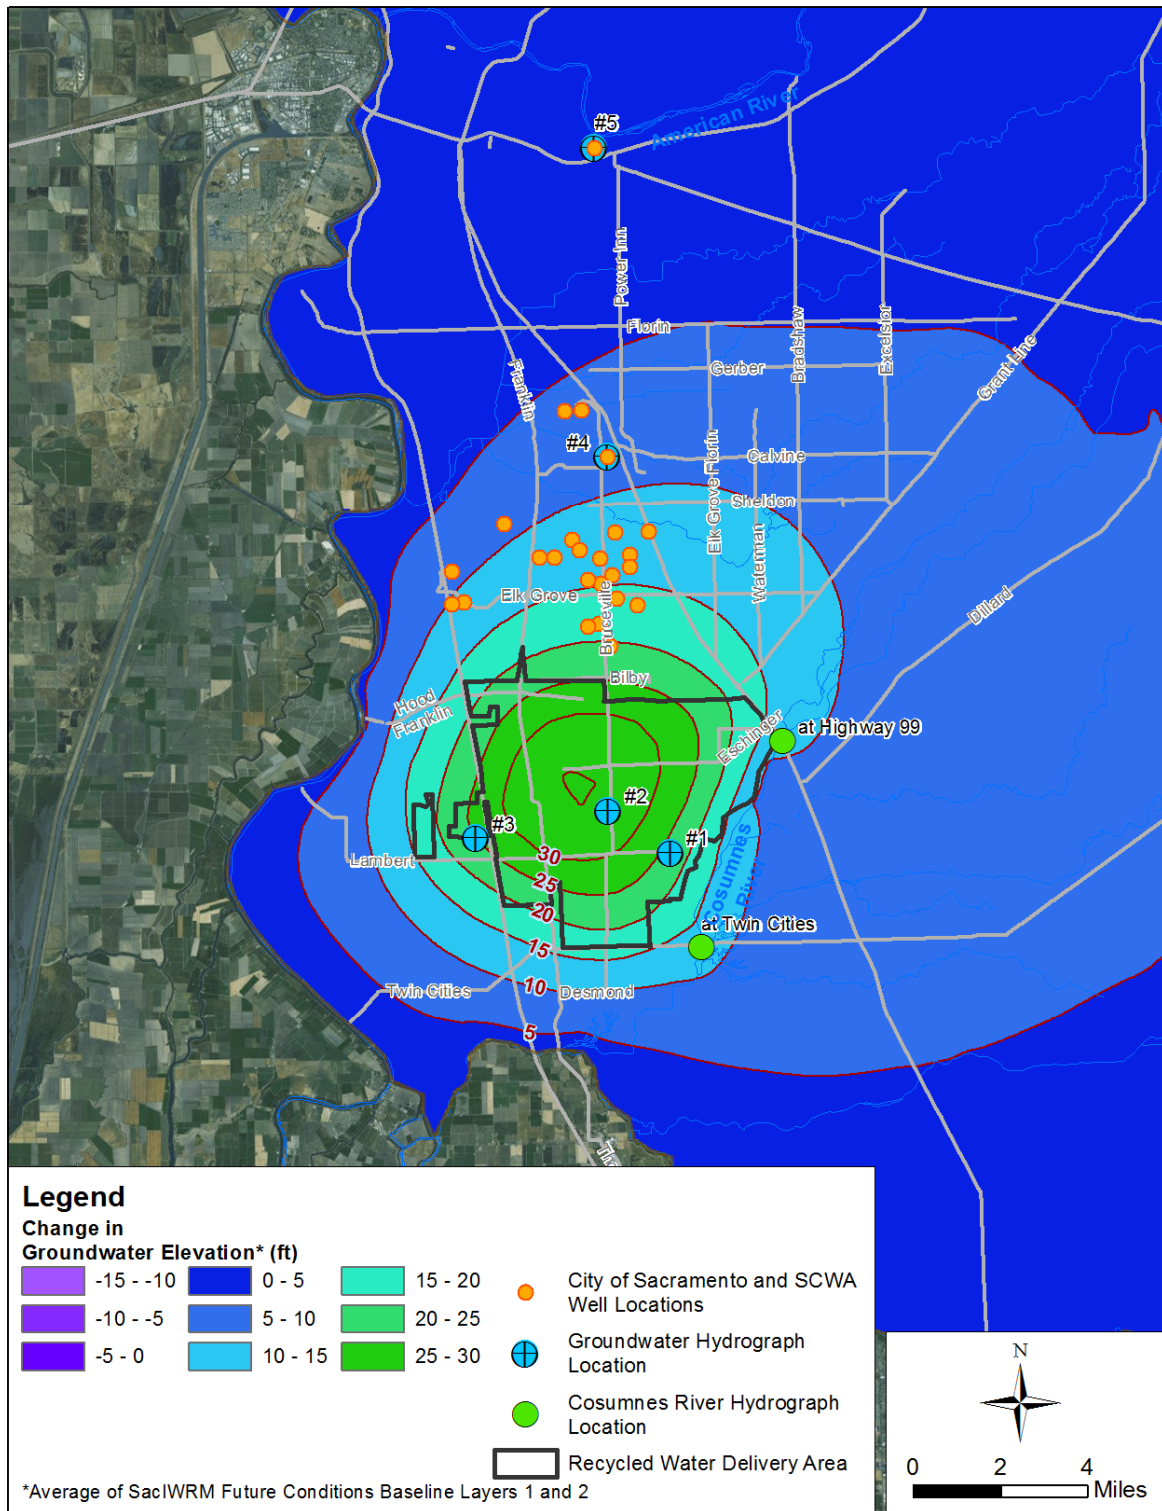 #5
American River
Power Inn
Florin
Gerber
Bradshaw
Excelsior
Grant Line
Franklin
#4
Calvine
Elk Grove Florin
Sheldon
Waterman
Elk Grove
Bruceville
Dillard
Bilby
Hood
Franklin
Eschinger
at Highway 99
#2
#3
#1
Lambert
30
25
20
15
10
5
Cosumnes
River
at Twin Cities
Twin Cities
Desmond
Legend
Change in
Groundwater Elevation* (ft)
-15 - -10
-10 - -5
-5 - 0
0 - 5
5 - 10
10 - 15
15 - 20
20 - 25
25 - 30
City of Sacramento and SCWA
Well Locations
Groundwater Hydrograph
Location
Cosumnes River Hydrograph
Location
Recycled Water Delivery Area
*Average of SacIWRM Future Conditions Baseline Layers 1 and 2
N
0 2 4
Miles